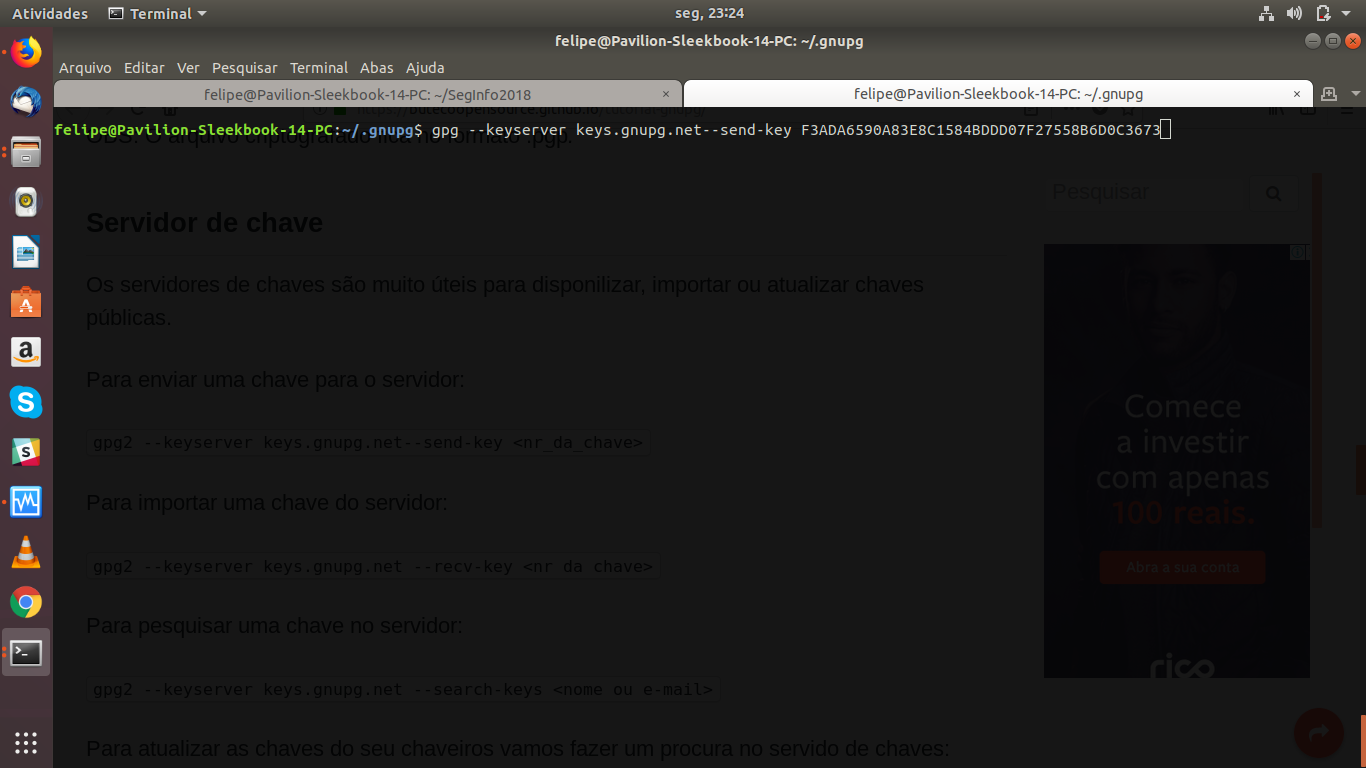 Atividades Terminal seg, 23:24
felipe@Pavilion-Sleekbook-14-PC: ~/.gnupg
Arquivo Editar Ver Pesquisar Terminal Abas Ajuda
felipe@Pavilion-Sleekbook-14-PC: ~/SegInfo2018 × felipe@Pavilion-Sleekbook-14-PC: ~/.gnupg ×
felipe@Pavilion-Sleekbook-14-PC:~/.gnupg$ gpg --keyserver keys.gnupg.net--send-key F3ADA6590A83E8C1584BDDD07F27558B6D0C3673
OBS: O arquivo criptografado fica no formato .pgp.
Pesquisar
Servidor de chave
Os servidores de chaves são muito úteis para disponilizar, importar ou atualizar chaves
públicas.
Para enviar uma chave para o servidor:
gpg2 --keyserver keys.gnupg.net--send-key <nr_da_chave>
Para importar uma chave do servidor:
gpg2 --keyserver keys.gnupg.net --recv-key <nr da chave>
Para pesquisar uma chave no servidor:
gpg2 --keyserver keys.gnupg.net --search-keys <nome ou e-mail>
Para atualizar as chaves do seu chaveiros vamos fazer um procura no servido de chaves:
Comece
a investir
com apenas
100 reais.
Abra a sua conta
rico